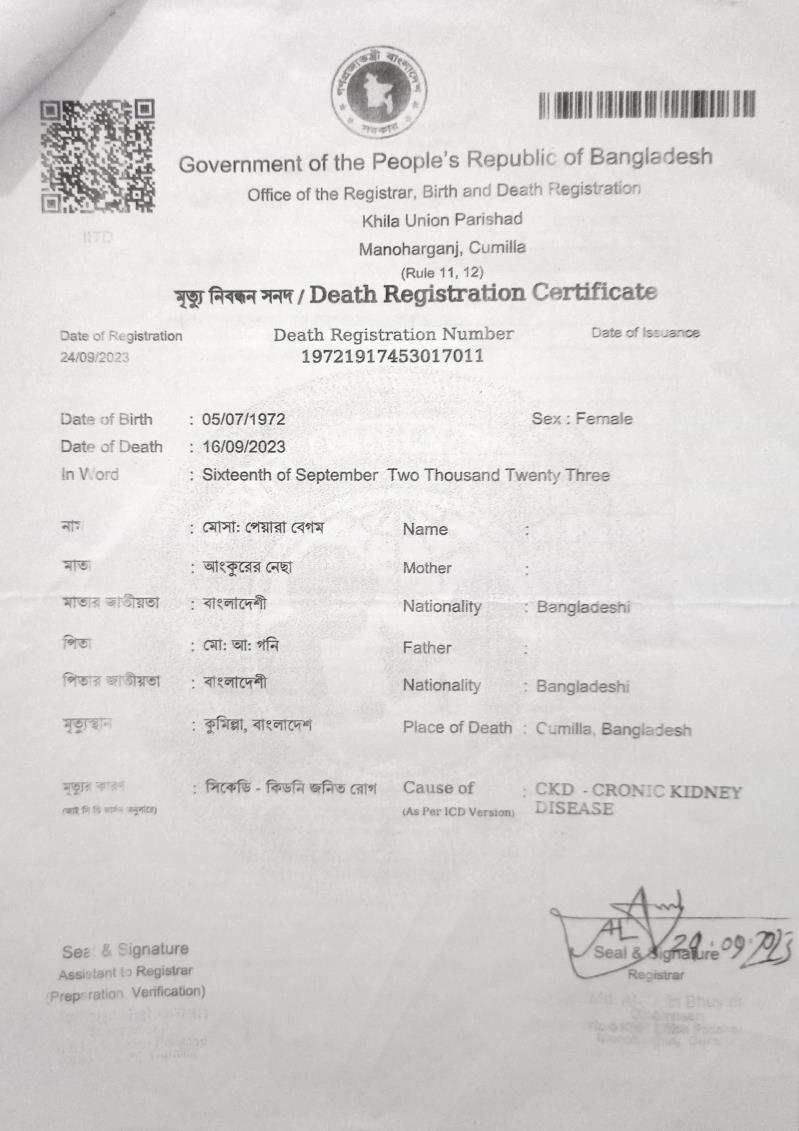 গণপ্রজাতন্ত্রী বাংলাদেশ
সরকার
Government of the People's Republic of Bangladesh
Office of the Registrar, Birth and Death Registration
Khila Union Parishad
Manoharganj, Cumilla
(Rule 11, 12)
মৃত্যু নিবন্ধন সনদ / Death Registration Certificate
Date of Registration Death Registration Number Date of Issuance
24/09/2023 19721917453017011
Date of Birth : 05/07/1972 Sex : Female
Date of Death : 16/09/2023
In Word : Sixteenth of September Two Thousand Twenty Three
নাম : মোসা: পেয়ারা বেগম Name :
মাতা : আংকুরের নেছা Mother :
মাতার জাতীয়তা : বাংলাদেশী Nationality : Bangladeshi
পিতা : মো: আ: গনি Father :
পিতার জাতীয়তা : বাংলাদেশী Nationality : Bangladeshi
মৃত্যুস্থান : কুমিল্লা, বাংলাদেশ Place of Death : Cumilla, Bangladesh
মৃত্যুর কারণ : সিকেডি - কিডনি জনিত রোগ Cause of : CKD - CRONIC KIDNEY
(As Per ICD Version) DISEASE
Seal & Signature
Assistant to Registrar
(Preparation, Verification)
09.2023
Seal & Signature
Registrar